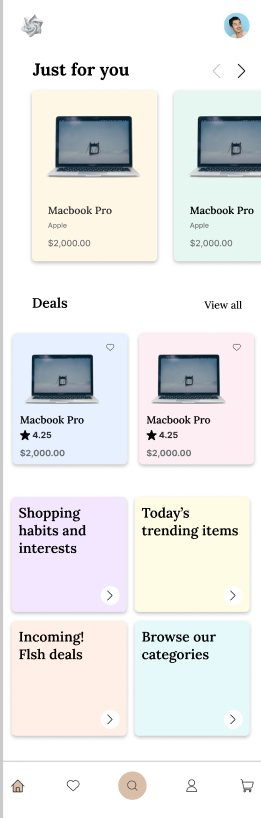 Just for you
Macbook Pro
Apple
$2,000.00
Macbook Pro
Apple
$2,000.00
Deals
View all
Macbook Pro
4.25
$2,000.00
Macbook Pro
4.25
$2,000.00
Shopping
habits and
interests
Today's
trending items
Incoming!
Flsh deals
Browse our
categories